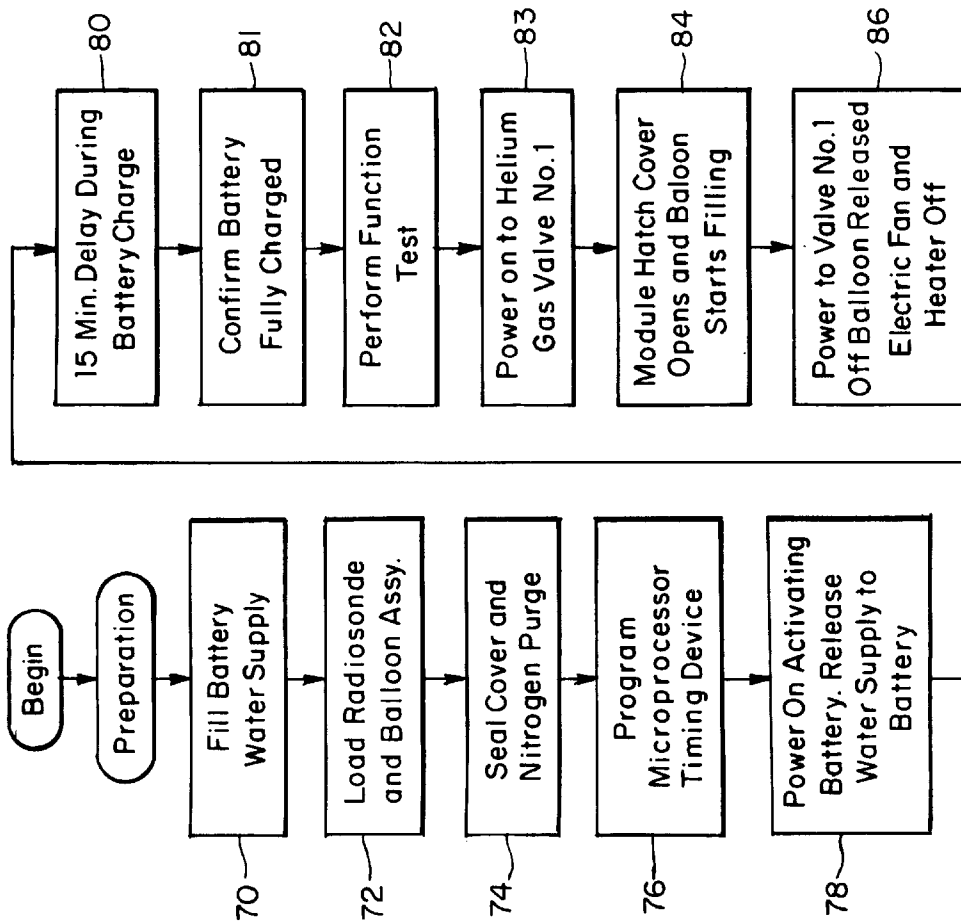 Begin
Preparation
Fill Battery
Water Supply
70
Load Radiosonde
and Balloon Assy.
72
Seal Cover and
Nitrogen Purge
74
Program
Microprocessor
Timing Device
76
Power On Activating
Battery. Release
Water Supply to
Battery
78
15 Min. Delay During
Battery Charge
80
Confirm Battery
Fully Charged
81
Perform Function
Test
82
Power on to Helium
Gas Valve No.1
83
Module Hatch Cover
Opens and Baloon
Starts Filling
84
Power to Valve No.1
Off Balloon Released
Electric Fan and
Heater Off
86